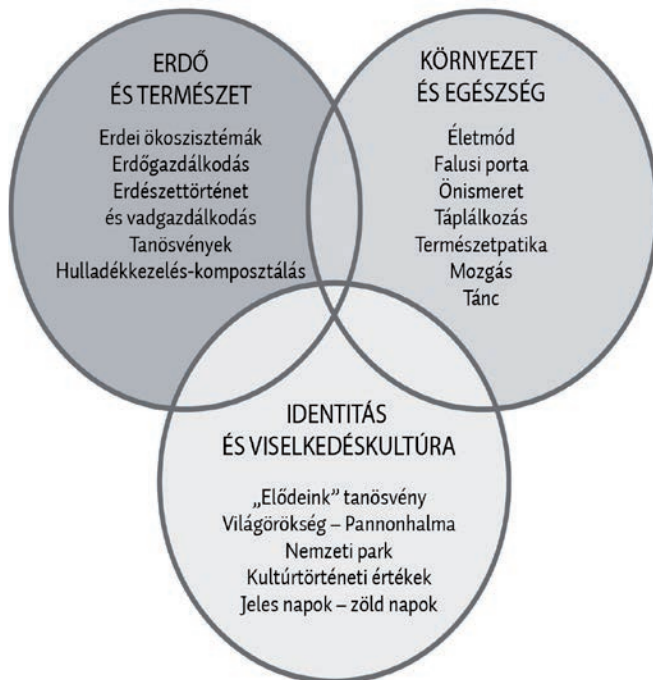 ERDŐ
ÉS TERMÉSZET
Erdei ökoszisztémák
Erdőgazdálkodás
Erdészettörténet
és vadgazdálkodás
Tanösvények
Hulladékkezelés-komposztálás
KÖRNYEZET
ÉS EGÉSZSÉG
Életmód
Falusi porta
Önismeret
Táplálkozás
Természetpatika
Mozgás
Tánc
IDENTITÁS
ÉS VISELKEDÉSKULTÚRA
„Elődeink” tanösvény
Világörökség – Pannonhalma
Nemzeti park
Kultúrtörténeti értékek
Jeles napok – zöld napok